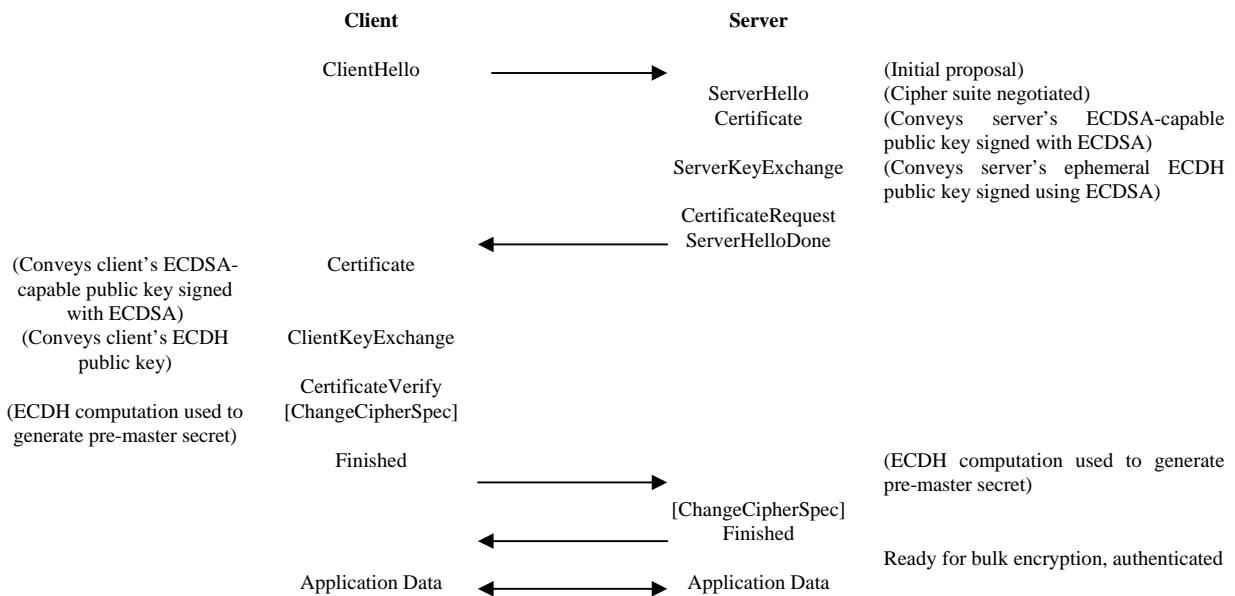 Client Server
ClientHello (Initial proposal)
ServerHello (Cipher suite negotiated)
Certificate (Conveys server's ECDSA-capable
public key signed with ECDSA)
ServerKeyExchange (Conveys server's ephemeral ECDH
public key signed using ECDSA)
CertificateRequest
ServerHelloDone
(Conveys client's ECDSA- Certificate
capable public key signed
with ECDSA)
(Conveys client's ECDH ClientKeyExchange
public key)
CertificateVerify
(ECDH computation used to [ChangeCipherSpec]
generate pre-master secret)
Finished (ECDH computation used to generate
pre-master secret)
[ChangeCipherSpec]
Finished
Ready for bulk encryption, authenticated
Application Data Application Data